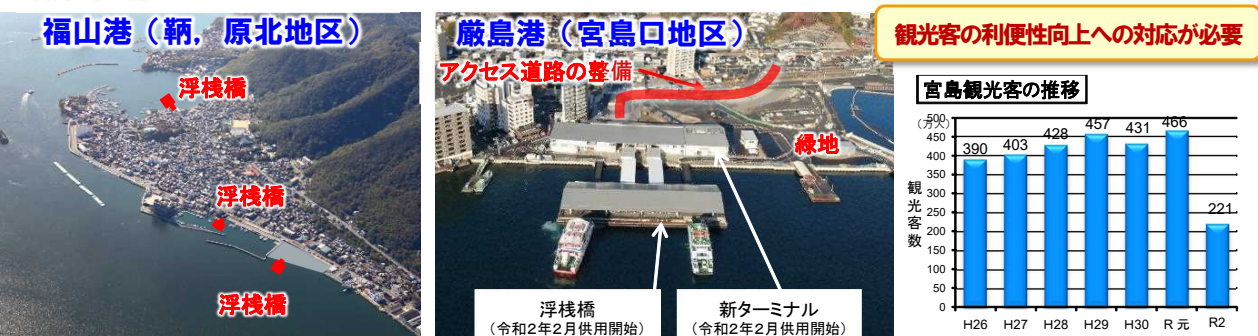 福山港（鞆，原北地区）
浮桟橋
浮桟橋
浮桟橋
厳島港（宮島口地区）
アクセス道路の整備
緑地
浮桟橋
（令和2年2月供用開始）
新ターミナル
（令和2年2月供用開始）
観光客の利便性向上への対応が必要
宮島観光客の推移
（万人）
観光客数
500
450
400
350
300
250
200
150
100
50
0
390
403
428
457
431
466
221
H26
H27
H28
H29
H30
R元
R2